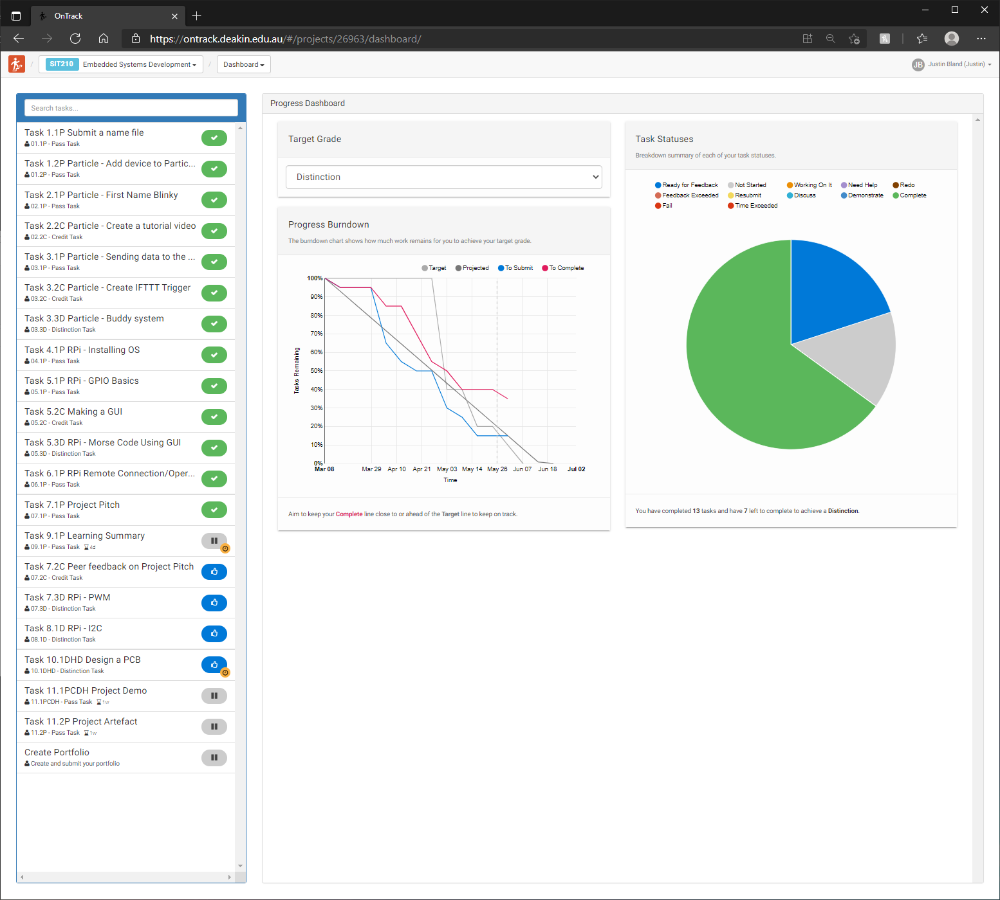 OnTrack
https://ontrack.deakin.edu.au/#/projects/26963/dashboard/
/ SIT210 Embedded Systems Development / Dashboard
JB Justin Bland (Justin)
Search tasks...
Task 1.1P Submit a name file
01.1P - Pass Task
Task 1.2P Particle - Add device to Partic...
01.2P - Pass Task
Task 2.1P Particle - First Name Blinky
02.1P - Pass Task
Task 2.2C Particle - Create a tutorial video
02.2C - Credit Task
Task 3.1P Particle - Sending data to the ...
03.1P - Pass Task
Task 3.2C Particle - Create IFTTT Trigger
03.2C - Credit Task
Task 3.3D Particle - Buddy system
03.3D - Distinction Task
Task 4.1P RPi - Installing OS
04.1P - Pass Task
Task 5.1P RPi - GPIO Basics
05.1P - Pass Task
Task 5.2C Making a GUI
05.2C - Credit Task
Task 5.3D RPi - Morse Code Using GUI
05.3D - Distinction Task
Task 6.1P RPi Remote Connection/Oper...
06.1P - Pass Task
Task 7.1P Project Pitch
07.1P - Pass Task
Task 9.1P Learning Summary
09.1P - Pass Task 4d
Task 7.2C Peer feedback on Project Pitch
07.2C - Credit Task
Task 7.3D RPi - PWM
07.3D - Distinction Task
Task 8.1D RPi - I2C
08.1D - Distinction Task
Task 10.1DHD Design a PCB
10.1DHD - Distinction Task
Task 11.1PCDH Project Demo
11.1PCDH - Pass Task 1w
Task 11.2P Project Artefact
11.2P - Pass Task 1w
Create Portfolio
Create and submit your portfolio
Progress Dashboard
Target Grade
Distinction
Progress Burndown
The burndown chart shows how much work remains for you to achieve your target grade.
Target Projected To Submit To Complete
100%
90%
80%
70%
60%
50%
40%
30%
20%
10%
0%
Tasks Remaining
Mar 08 Mar 29 Apr 10 Apr 21 May 03 May 14 May 26 Jun 07 Jun 18 Jul 02
Time
Aim to keep your Complete line close to or ahead of the Target line to keep on track.
Task Statuses
Breakdown summary of each of your task statuses.
Ready for Feedback Not Started Working On It Need Help Redo
Feedback Exceeded Resubmit Discuss Demonstrate Complete
Fail Time Exceeded
You have completed 13 tasks and have 7 left to complete to achieve a Distinction.